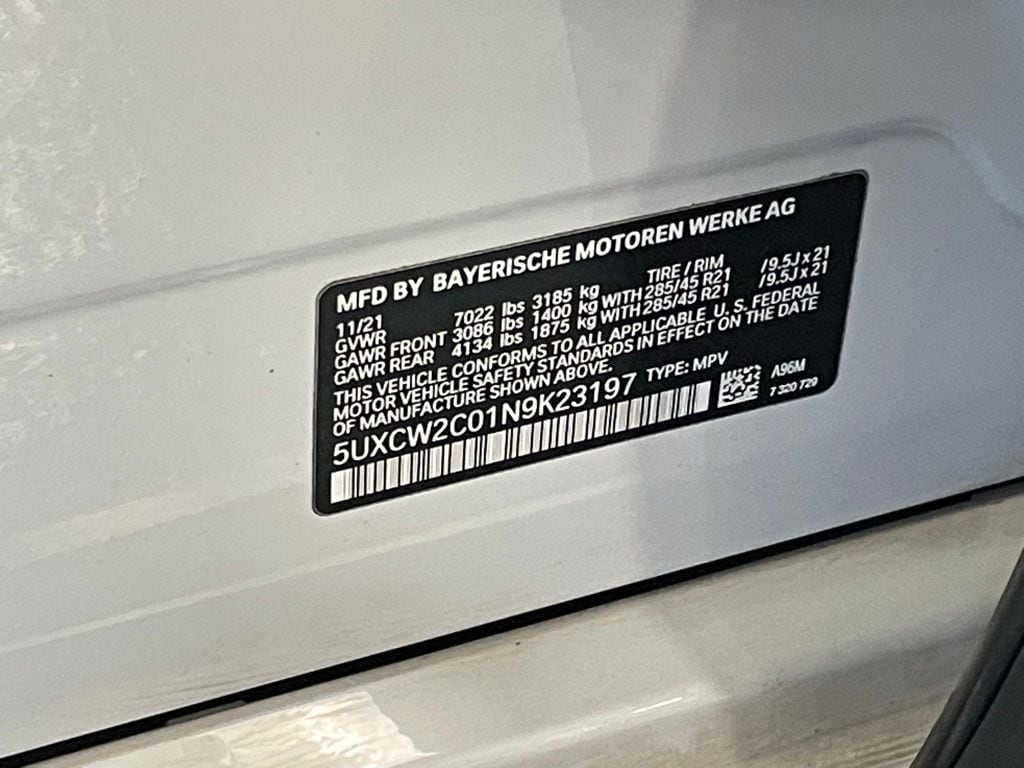 MFD BY BAYERISCHE MOTOREN WERKE AG
11/21 TIRE / RIM
GVWR 7022 lbs 3185 kg
GAWR FRONT 3086 lbs 1400 kg WITH 285/45 R21 /9.5J x 21
GAWR REAR 4134 lbs 1875 kg WITH 285/45 R21 /9.5J x 21
THIS VEHICLE CONFORMS TO ALL APPLICABLE U. S. FEDERAL
MOTOR VEHICLE SAFETY STANDARDS IN EFFECT ON THE DATE
OF MANUFACTURE SHOWN ABOVE.
5UXCW2C01N9K23197 TYPE: MPV
A96M
7 320 729